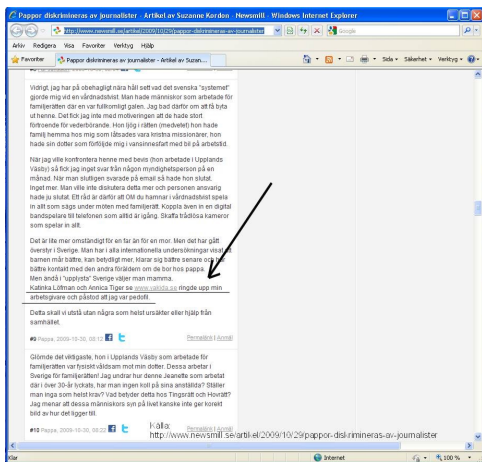 Pappor diskrimineras av journalister - Artikel av Suzanne Kordon - Newsmill - Windows Internet Explorer
http://www.newsmill.se/artikel/2009/10/29/pappor-diskrimineras-av-journalister
Google
Arkiv Redigera Visa Favoriter Verktyg Hjälp
Favoriter Pappor diskrimineras av journalister - Artikel av Suzan... Sida Säkerhet Verktyg
Vidrigt, jag har på obehagligt nära håll sett vad det svenska "systemet"
gjorde mig vid en vårdnadstvist. Man hade människor som arbetade för
familjerätten där en var fullkomligt galen. Jag bad därför om att få byta
ut henne. Det fick jag inte med motiveringen att de hade stort
förtroende för vederbörande. Hon ljög i rätten (medvetet) hon hade
familj hemma hos mig som låtsades vara kristna missionärer, hon
hade sin dotter som förföljde mig i vansinnesfart med bil på arbetstid.
När jag ville konfrontera henne med bevis (hon arbetade i Upplands
Väsby) så fick jag inget svar från någon myndighetsperson på en
månad. När man slutligen svarade på email så hade hon slutat.
Inget mer. Man ville inte diskutera detta mer och personen ansvarig
hade ju slutat. Ett råd är därför att OM du hamnar i vårdnadstvist spela
in allt som sägs under möten med familjerätt. Koppla även in en digital
bandspelare till telefonen som alltid är igång. Skaffa trådlösa kameror
som spelar in allt.
Det är lite mer omständigt för en far än för en mor. Men det har gått
överstyr i Sverige. Man har i alla internationella undersökningar visat att
barnen mår bättre, kan betydligt mer, klarar sig bättre senare och har
bättre kontakt med den andra föräldern om de bor hos pappa.
Men ändå i "upplysta" Sverige väljer man mamma.
Katinka Löfman och Annica Tiger se www.vakida.se ringde upp min
arbetsgivare och påstod att jag var pedofil.
Detta skall vi utstå utan några som helst ursäkter eller hjälp från
samhället.
#9 Pappa, 2009-10-30, 08:12 Permalänk | Anmäl
Glömde det viktigaste, hon i Upplands Väsby som arbetade för
familjerätten var fysiskt våldsam mot min dotter. Dessa arbetar i
Sverige för familjerätten! Jag undrar hur denne Jeanette som arbetat
där i över 30-år lyckats, har man ingen koll på sina anställda? Ställer
man inga som helst krav? Vad betyder detta hos Tingsrätt och Hovrätt?
Jag menar att dessa människors syn på livet kanske inte ger korekt
bild av hur det ligger till.
#10 Pappa, 2009-10-30, 08:22 Permalänk | Anmäl
Källa:
http://www.newsmill.se/artikel/2009/10/29/pappor-diskrimineras-av-journalister
Klar Internet 100 %